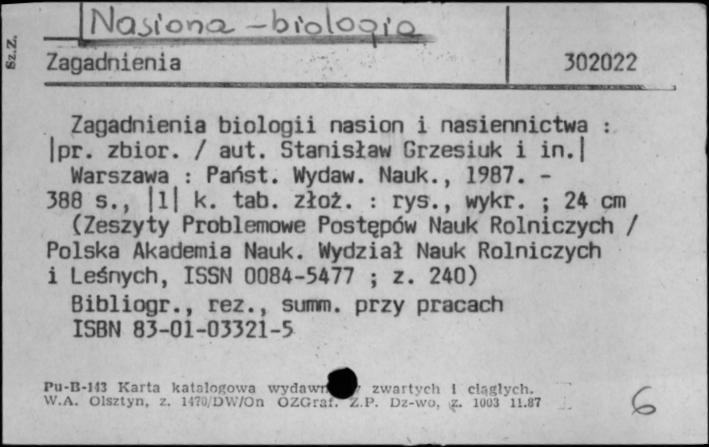 Nasiona - biologia
Sz.Z.
Zagadnienia 302022
Zagadnienia biologii nasion i nasiennictwa :
|pr. zbior. / aut. Stanisław Grzesiuk i in.|
Warszawa : Państ. Wydaw. Nauk., 1987. -
388 s., |1| k. tab. złoż. : rys., wykr. ; 24 cm
(Zeszyty Problemowe Postępów Nauk Rolniczych /
Polska Akademia Nauk. Wydział Nauk Rolniczych
i Leśnych, ISSN 0084-5477 ; z. 240)
Bibliogr., rez., summ. przy pracach
ISBN 83-01-03321-5
Pu-B-143 Karta katalogowa zwartych i ciągłych.
W.A. Olsztyn, z. 1470/DW/On OZGraf. Z.P. Dz-wo, z. 1003 11.87
6